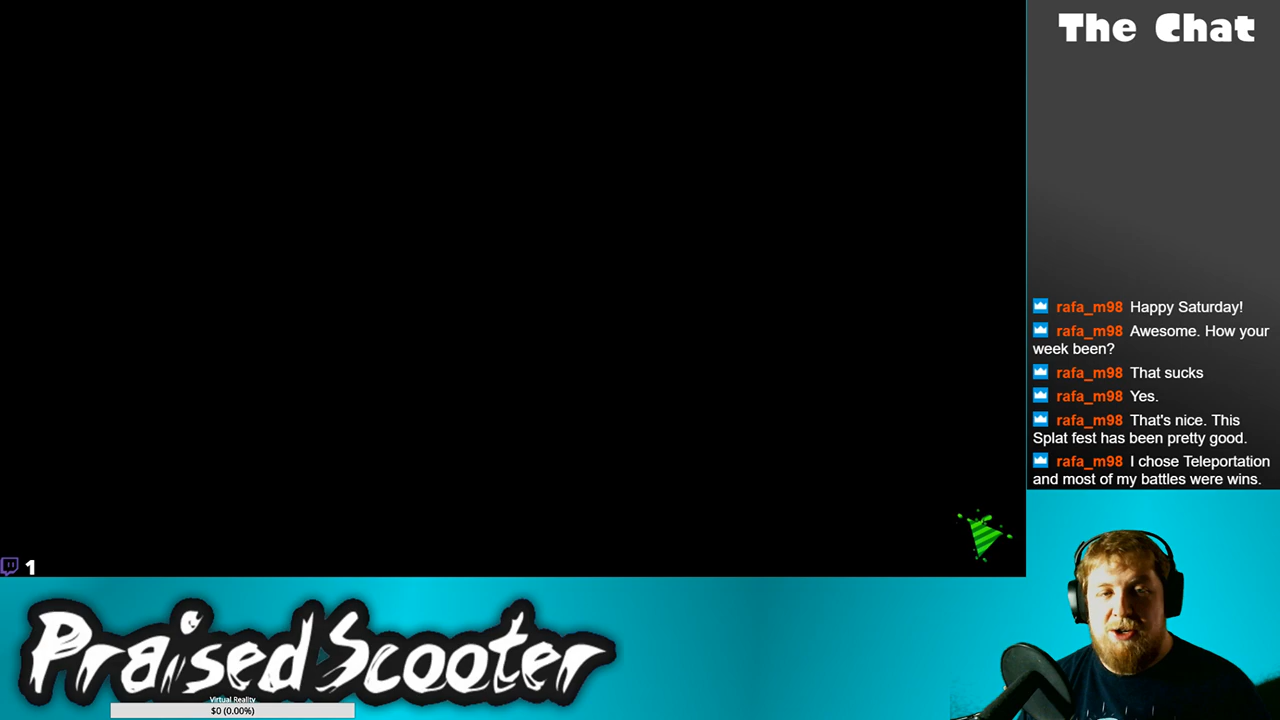 The Chat
rafa_m98 Happy Saturday!
rafa_m98 Awesome. How your
week been?
rafa_m98 That sucks
rafa_m98 Yes.
rafa_m98 That's nice. This
Splat fest has been pretty good.
rafa_m98 I chose Teleportation
and most of my battles were wins.
1
PraisedScooter
Virtual Reality
$0 (0.00%)